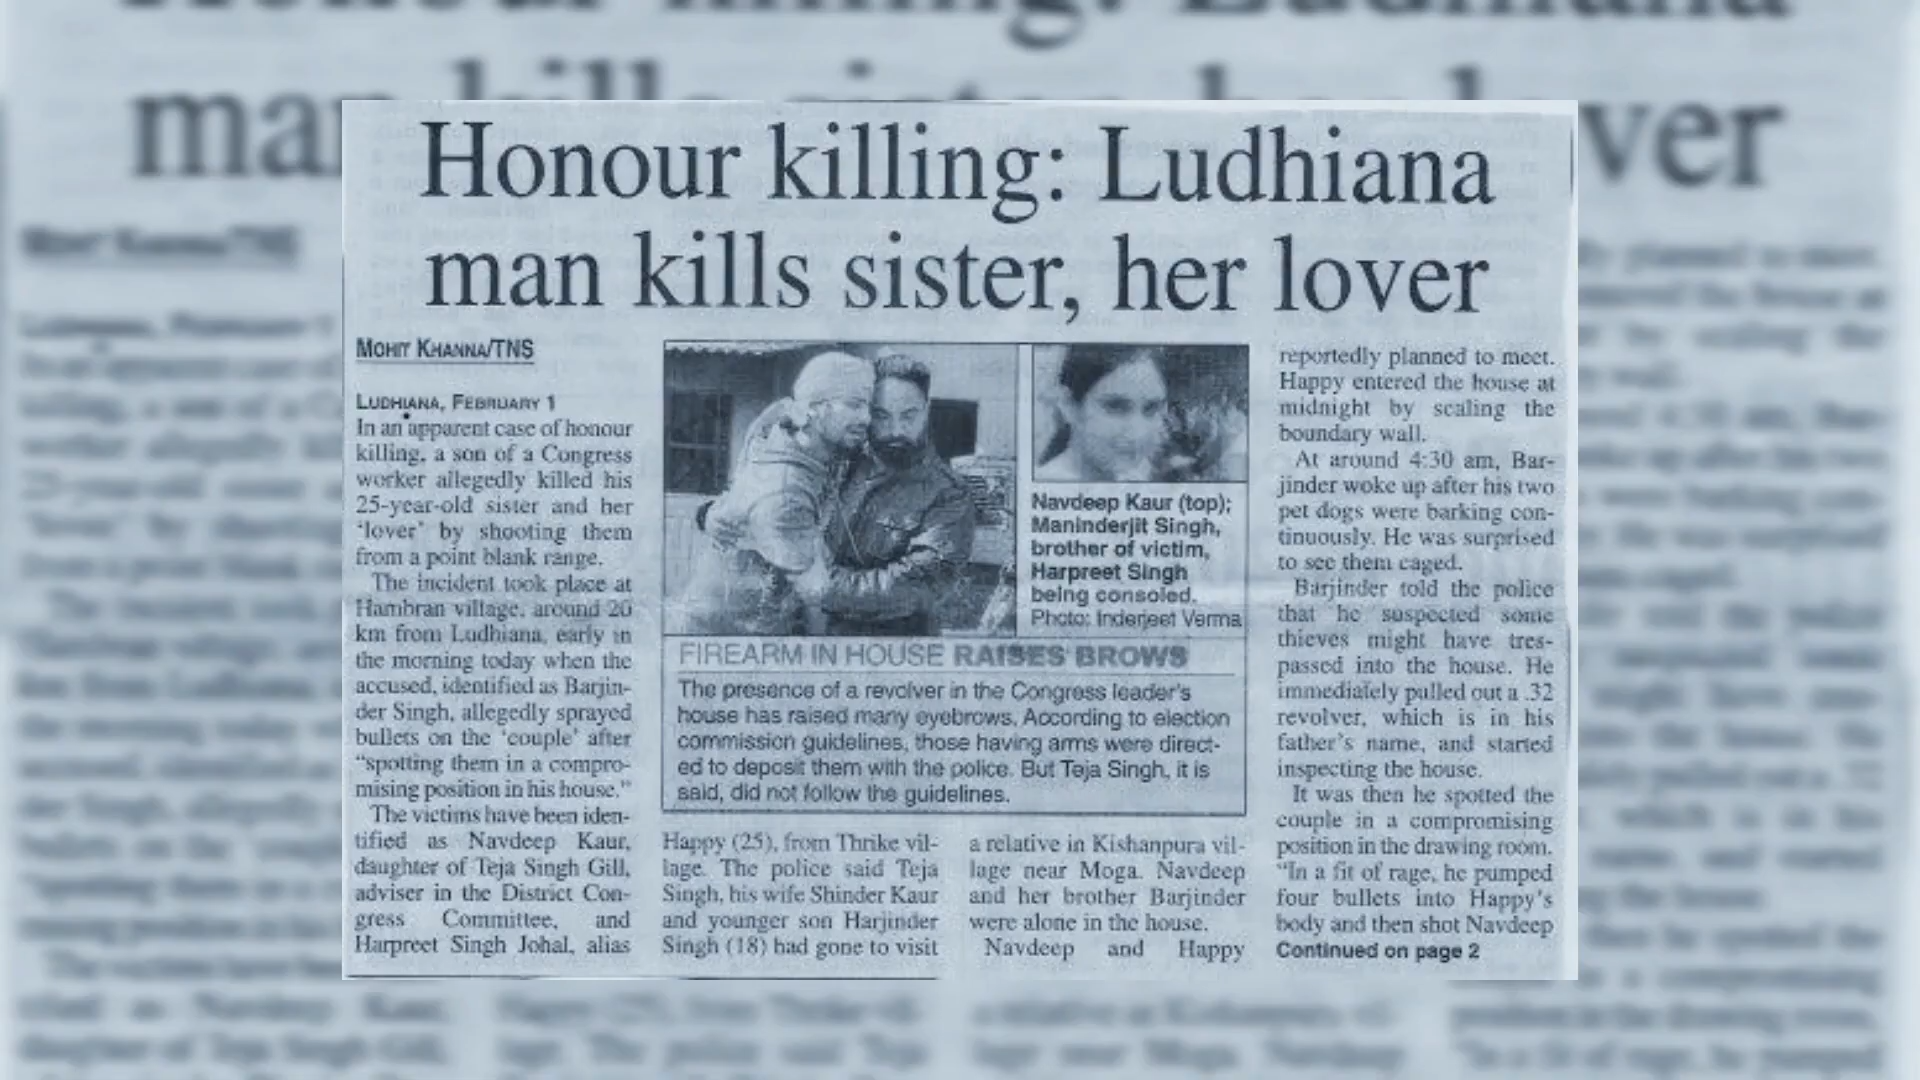 Honour killing: Ludhiana
man kills sister, her lover
MOHIT KHANNA/TNS
LUDHIANA, FEBRUARY 1
In an apparent case of honour
killing, a son of a Congress
worker allegedly killed his
25-year-old sister and her
‘lover’ by shooting them
from a point blank range.
The incident took place at
Hambran village, around 20
km from Ludhiana, early in
the morning today when the
accused, identified as Barjin-
der Singh, allegedly sprayed
bullets on the ‘couple’ after
“spotting them in a compro-
mising position in his house.”
The victims have been iden-
tified as Navdeep Kaur,
daughter of Teja Singh Gill,
adviser in the District Con-
gress Committee, and
Harpreet Singh Johal, alias
Navdeep Kaur (top);
Maninderjit Singh,
brother of victim,
Harpreet Singh
being consoled.
Photo: Inderjeet Verma
FIREARM IN HOUSE RAISES BROWS
The presence of a revolver in the Congress leader's
house has raised many eyebrows. According to election
commission guidelines, those having arms were direct-
ed to deposit them with the police. But Teja Singh, it is
said, did not follow the guidelines.
Happy (25), from Thrike vil-
lage. The police said Teja
Singh, his wife Shinder Kaur
and younger son Harjinder
Singh (18) had gone to visit
a relative in Kishanpura vil-
lage near Moga. Navdeep
and her brother Barjinder
were alone in the house.
Navdeep and Happy
reportedly planned to meet.
Happy entered the house at
midnight by scaling the
boundary wall.
At around 4:30 am, Bar-
jinder woke up after his two
pet dogs were barking con-
tinuously. He was surprised
to see them caged.
Barjinder told the police
that he suspected some
thieves might have tres-
passed into the house. He
immediately pulled out a .32
revolver, which is in his
father's name, and started
inspecting the house.
It was then he spotted the
couple in a compromising
position in the drawing room.
“In a fit of rage, he pumped
four bullets into Happy's
body and then shot Navdeep
Continued on page 2